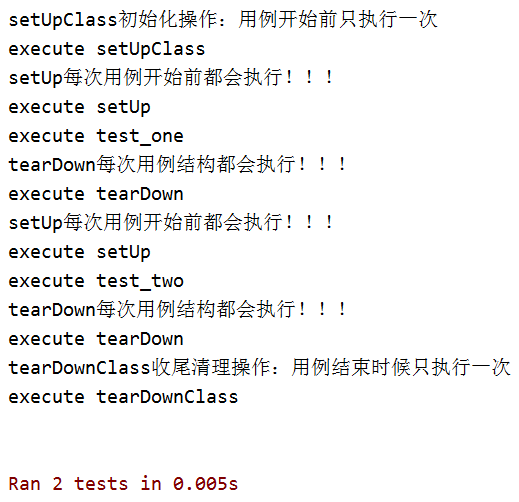 setUpClass初始化操作：用例开始前只执行一次
execute setUpClass
setUp每次用例开始前都会执行！！！
execute setUp
execute test_one
tearDown每次用例结构都会执行！！！
execute tearDown
setUp每次用例开始前都会执行！！！
execute setUp
execute test_two
tearDown每次用例结构都会执行！！！
execute tearDown
tearDownClass收尾清理操作：用例结束时候只执行一次
execute tearDownClass
Ran 2 tests in 0.005s